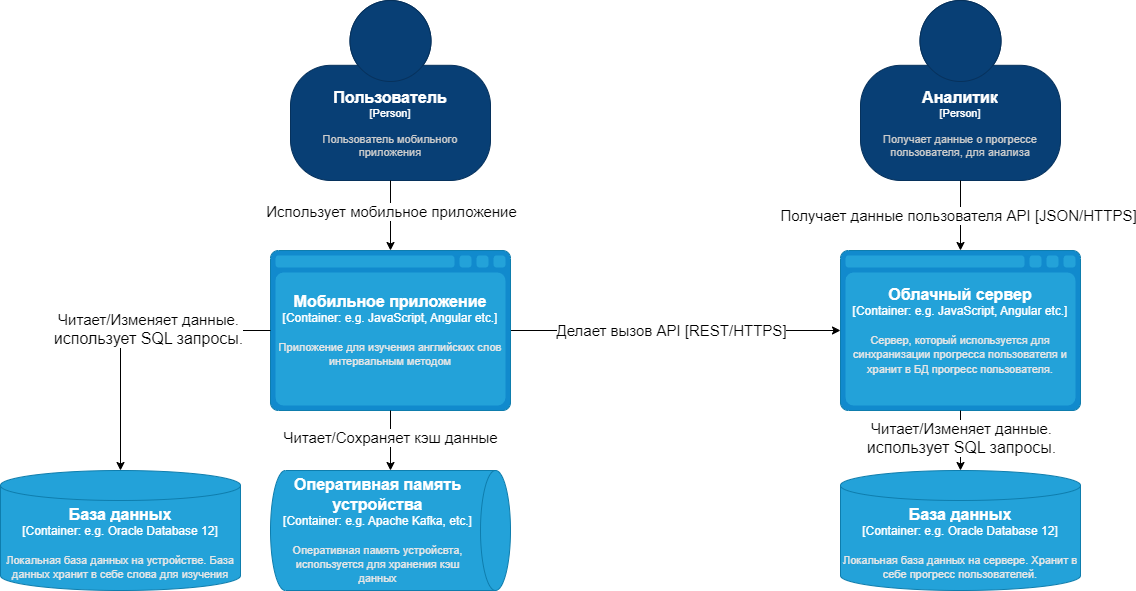 Пользователь
[Person]
Пользователь мобильного
приложения
Аналитик
[Person]
Получает данные о прогрессе
пользователя, для анализа
Использует мобильное приложение
Получает данные пользователя API [JSON/HTTPS]
Мобильное приложение
[Container: e.g. JavaScript, Angular etc.]
Приложение для изучения английских слов
интервальным методом
Облачный сервер
[Container: e.g. JavaScript, Angular etc.]
Сервер, который используется для
синхранизации прогресса пользователя и
хранит в БД прогресс пользователя.
Читает/Изменяет данные.
использует SQL запросы.
Делает вызов API [REST/HTTPS]
Читает/Сохраняет кэш данные
Читает/Изменяет данные.
использует SQL запросы.
База данных
[Container: e.g. Oracle Database 12]
Локальная база данных на устройстве. База
данных хранит в себе слова для изучения
Оперативная память
устройства
[Container: e.g. Apache Kafka, etc.]
Оперативная память устройсвта,
используется для хранения кэш
данных
База данных
[Container: e.g. Oracle Database 12]
Локальная база данных на сервере. Хранит в
себе прогресс пользователей.